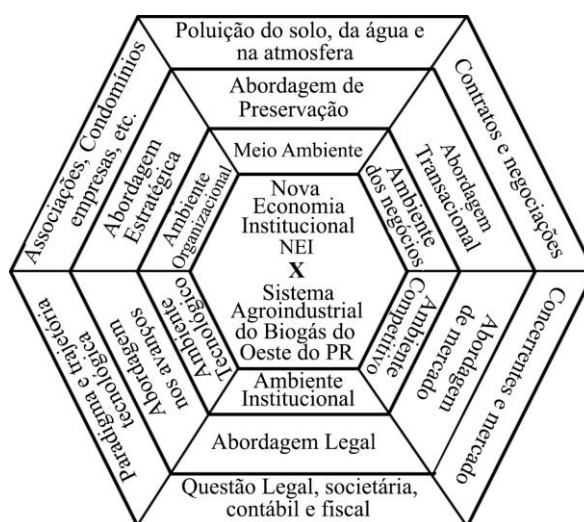 Poluição do solo, da água e
na atmosfera
Abordagem de
Preservação
Meio Ambiente
Associações, Condomínios
empresas, etc.
Abordagem
Estratégica
Ambiente
Organizacional
Contratos e negociações
Abordagem
Transacional
Ambiente
dos negócios
Nova
Economia
Institucional
NEI
X
Sistema
Agroindustrial
do Biogás do
Oeste do PR
Paradigma e trajetória
tecnológica
Abordagem
nos avanços
Ambiente
Tecnológico
Concerrentes e mercado
Abordagem
de mercado
Ambiente
Competitivo
Ambiente
Institucional
Abordagem Legal
Questão Legal, societária,
contábil e fiscal